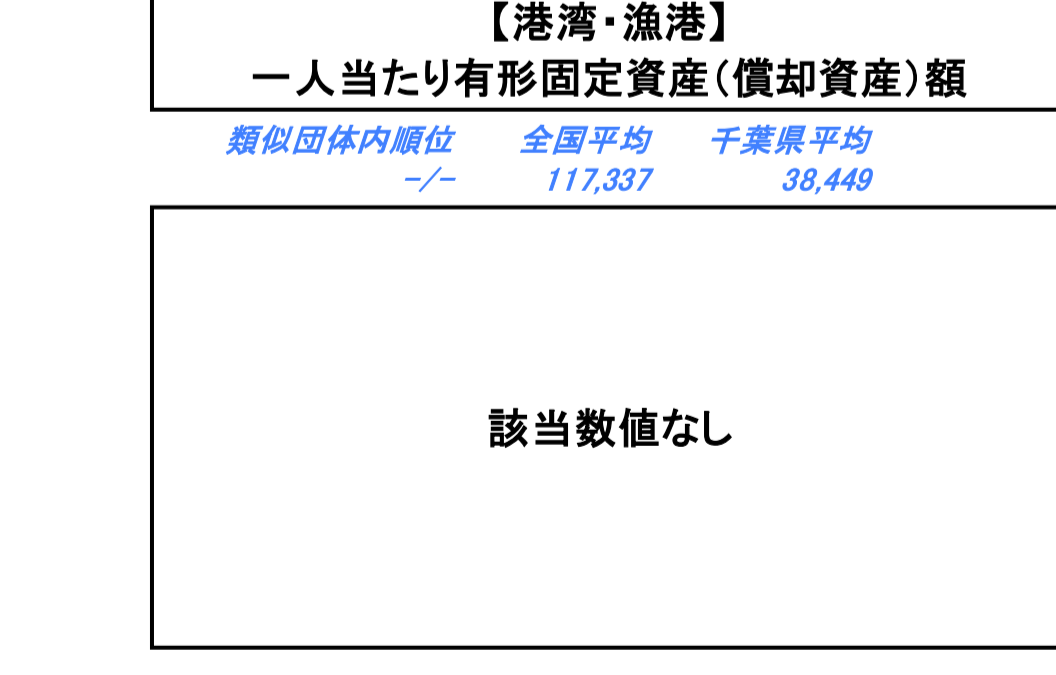 【港湾・漁港】
一人当たり有形固定資産（償却資産）額
類似団体内順位 全国平均 千葉県平均
-/- 117,337 38,449
該当数値なし